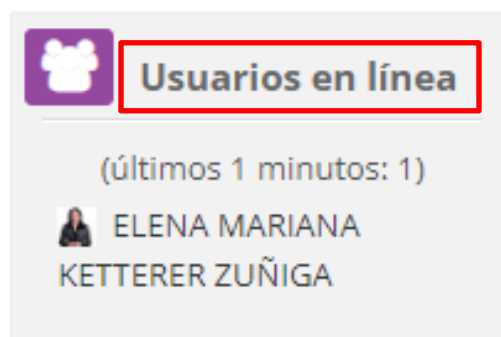 Usuarios en línea
(últimos 1 minutos: 1)
ELENA MARIANA
KETTERER ZUÑIGA